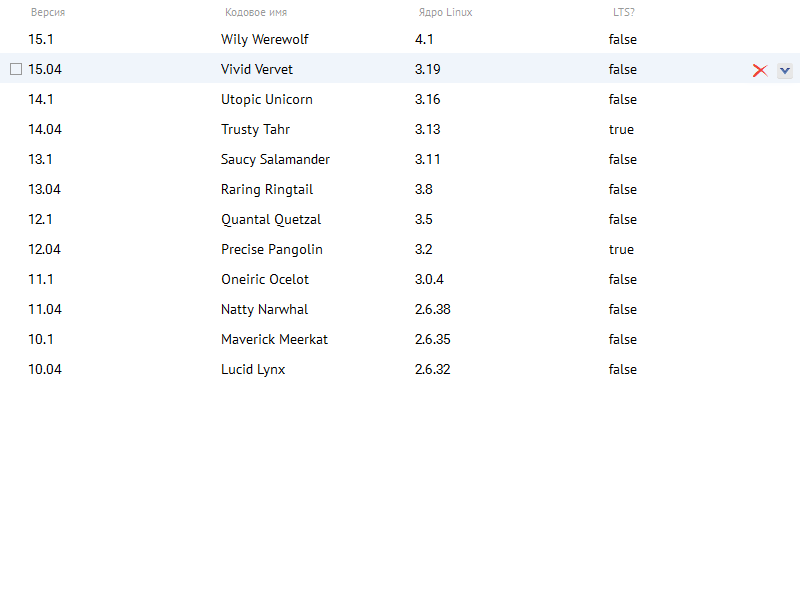 Версия Кодовое имя Ядро Linux LTS?
15.1 Wily Werewolf 4.1 false
15.04 Vivid Vervet 3.19 false
14.1 Utopic Unicorn 3.16 false
14.04 Trusty Tahr 3.13 true
13.1 Saucy Salamander 3.11 false
13.04 Raring Ringtail 3.8 false
12.1 Quantal Quetzal 3.5 false
12.04 Precise Pangolin 3.2 true
11.1 Oneiric Ocelot 3.0.4 false
11.04 Natty Narwhal 2.6.38 false
10.1 Maverick Meerkat 2.6.35 false
10.04 Lucid Lynx 2.6.32 false